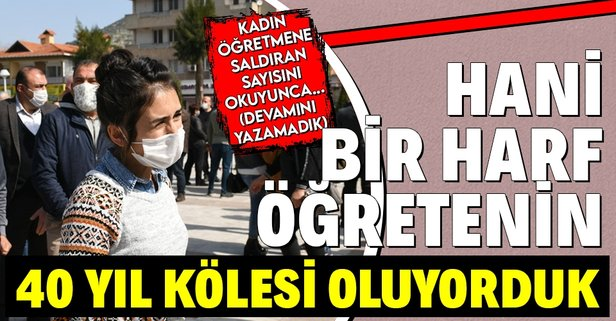 KADIN
ÖĞRETMENE
SALDIRAN
SAYISINI
OKUYUNCA...
(DEVAMINI
YAZAMADIK)
HANİ
BİR HARF
ÖĞRETENİN
40 YIL KÖLESİ OLUYORDUK